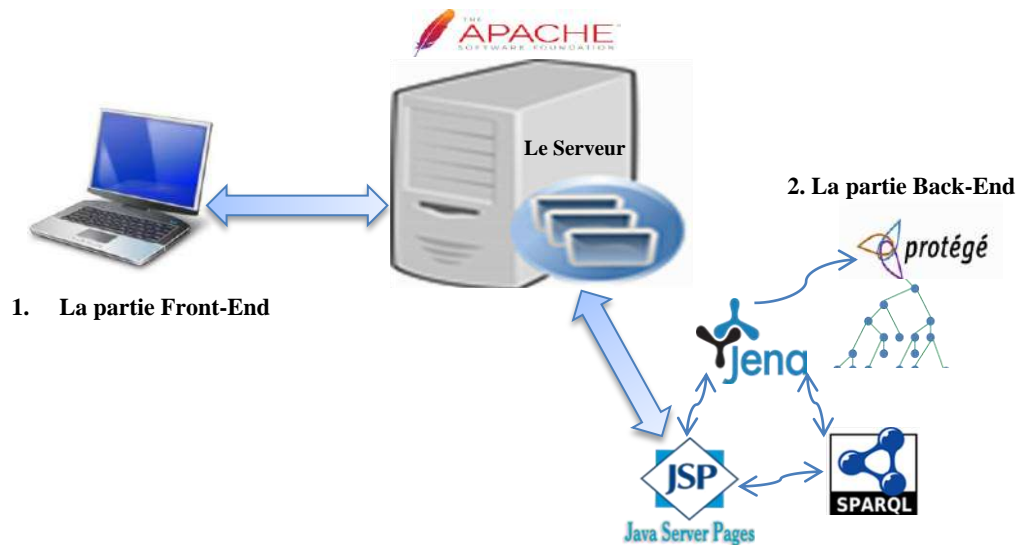 THE
APACHE
SOFTWARE FOUNDATION
Le Serveur
2. La partie Back-End
protégé
1. La partie Front-End
Jena
JSP
SPARQL
Java Server Pages